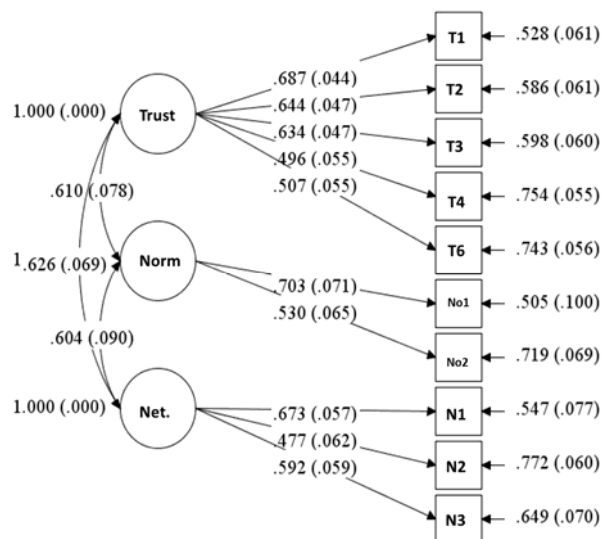 T1
.528 (.061)
.687 (.044)
T2
.586 (.061)
.644 (.047)
1.000 (.000)
Trust
.634 (.047)
T3
.598 (.060)
.496 (.055)
.610 (.078)
.507 (.055)
T4
.754 (.055)
T6
.743 (.056)
1
.626 (.069)
Norm
.703 (.071)
No1
.505 (.100)
.530 (.065)
.604 (.090)
No2
.719 (.069)
1.000 (.000)
Net.
.673 (.057)
N1
.547 (.077)
.477 (.062)
N2
.772 (.060)
.592 (.059)
N3
.649 (.070)